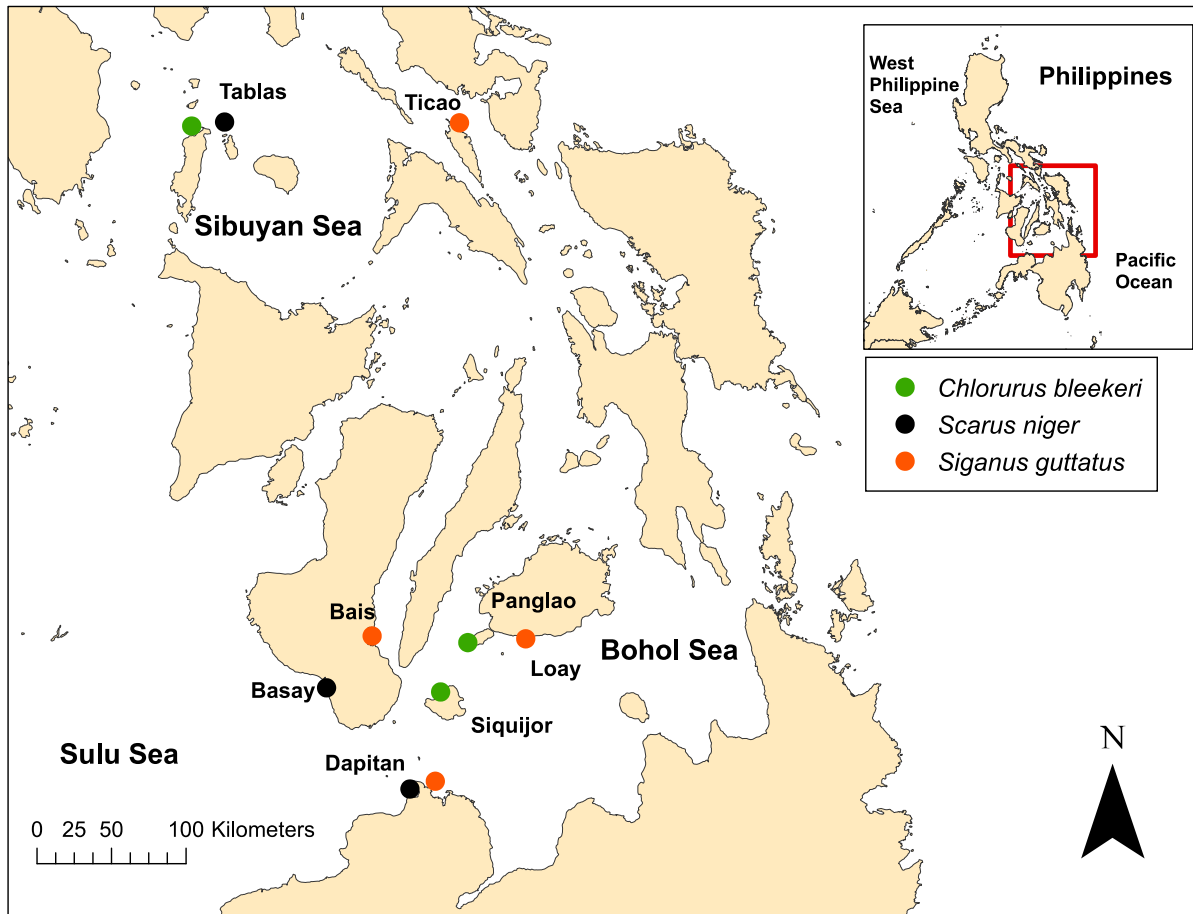 Tablas
Ticao
Sibuyan Sea
West
Philippine
Sea
Philippines
Pacific
Ocean
Chlorurus bleekeri
Scarus niger
Siganus guttatus
Panglao
Bais
Loay
Bohol Sea
Basay
Siquijor
Sulu Sea
Dapitan
N
0 25 50 100 Kilometers